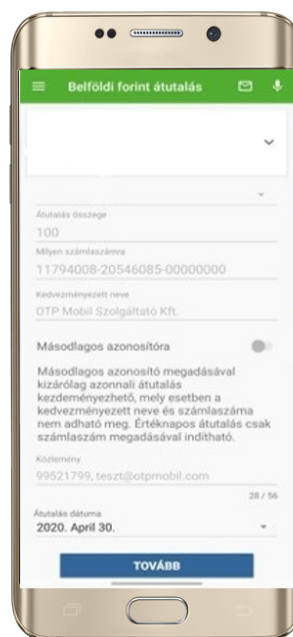 Belföldi forint átutalás
Átutalás összege
100
Milyen számlaszámra
11794008-20546085-00000000
Kedvezményezett neve
OTP Mobil Szolgáltató Kft.
Másodlagos azonosítóra
Másodlagos azonosító megadásával
kizárólag azonnali átutalás
kezdeményezhető, mely esetben a
kedvezményezett neve és számlaszáma
nem adható meg. Értéknapos átutalás csak
számlaszám megadásával indítható.
Közlemény
99521799, teszt@otpmobil.com
28 / 56
Átutalás dátuma
2020. April 30.
TOVÁBB